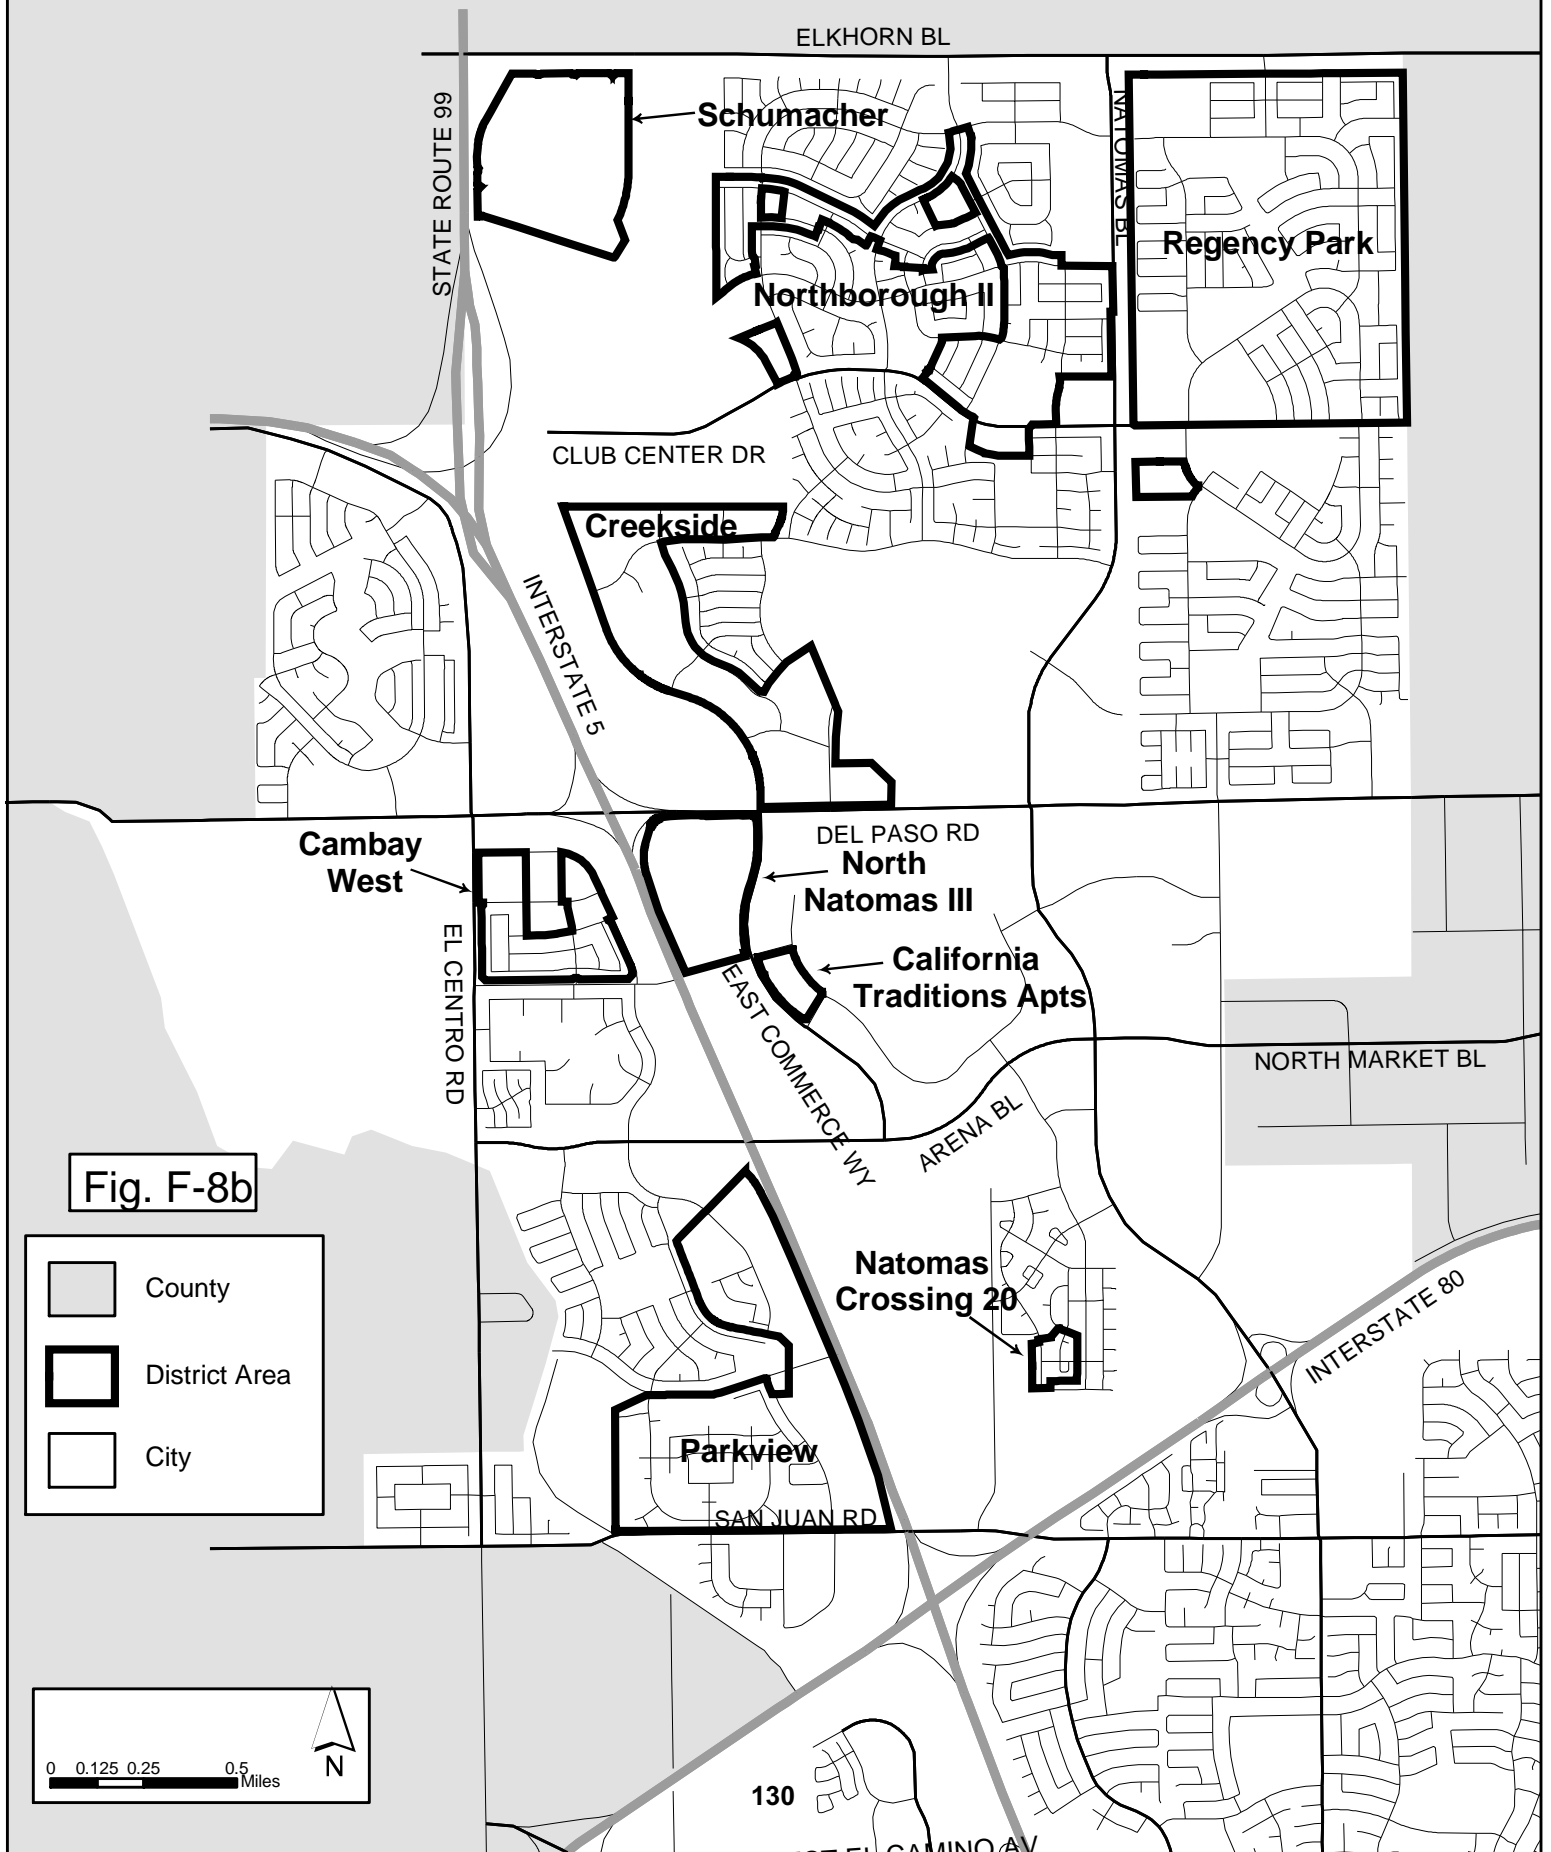 ELKHORN BL
STATE ROUTE 99
Schumacher
NATOMAS BL
Regency Park
Northborough II
CLUB CENTER DR
Creekside
INTERSTATE 5
DEL PASO RD
Cambay
West
North
Natomas III
EL CENTRO RD
California
Traditions Apts
EAST COMMERCE WY
NORTH MARKET BL
ARENA BL
Fig. F-8b
County
District Area
City
Natomas
Crossing 20
INTERSTATE 80
Parkview
SAN JUAN RD
0 0.125 0.25 0.5
Miles
N
130
EL CAMINO AV